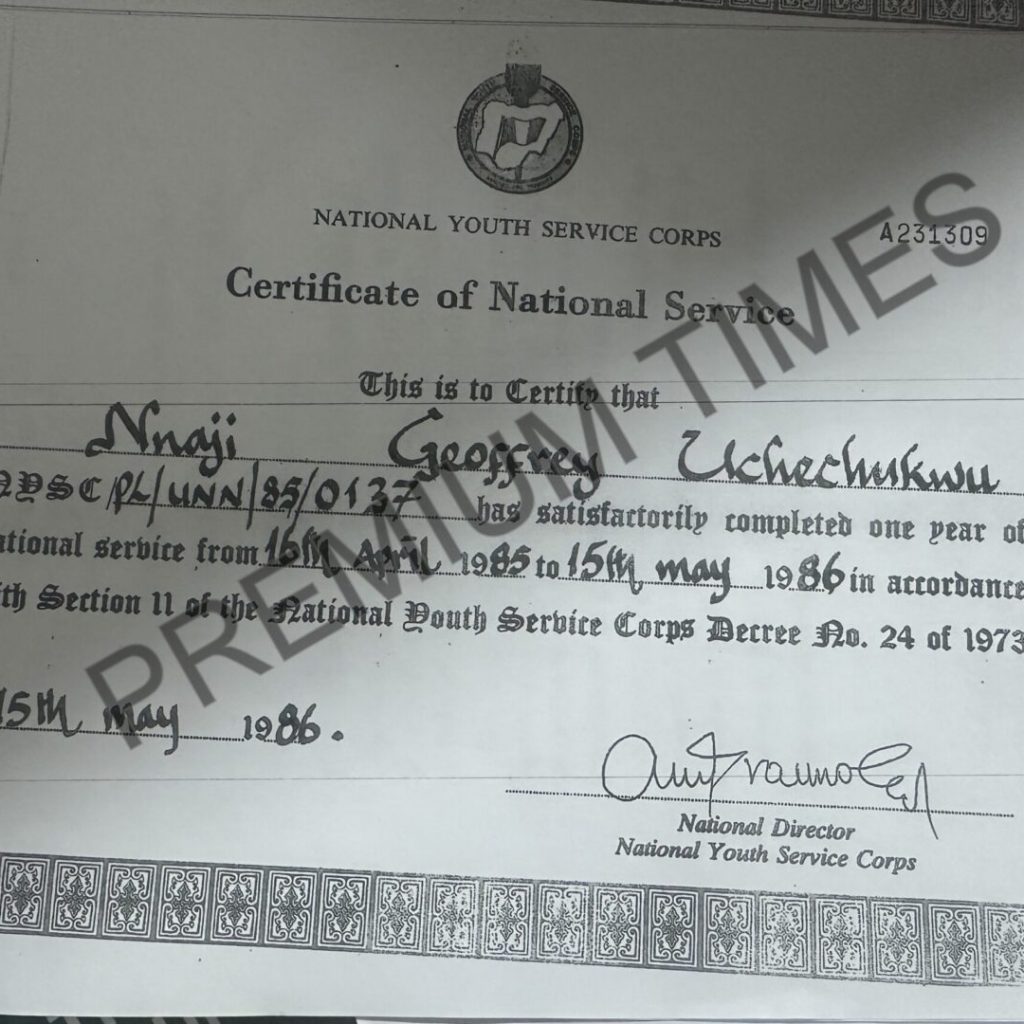 NATIONAL YOUTH SERVICE CORPS
A231309
Certificate of National Service
This is to Certify that
Nnaji Geoffrey Uchechukwu
NYSC/PL/UNN/85/0137 has satisfactorily completed one year of
ational service from 16th April 1985 to 15th may 1986 in accordance
ith Section 11 of the National Youth Service Corps Decree No. 24 of 1973
15th may 1986.
National Director
National Youth Service Corps
PREMIUM TIMES